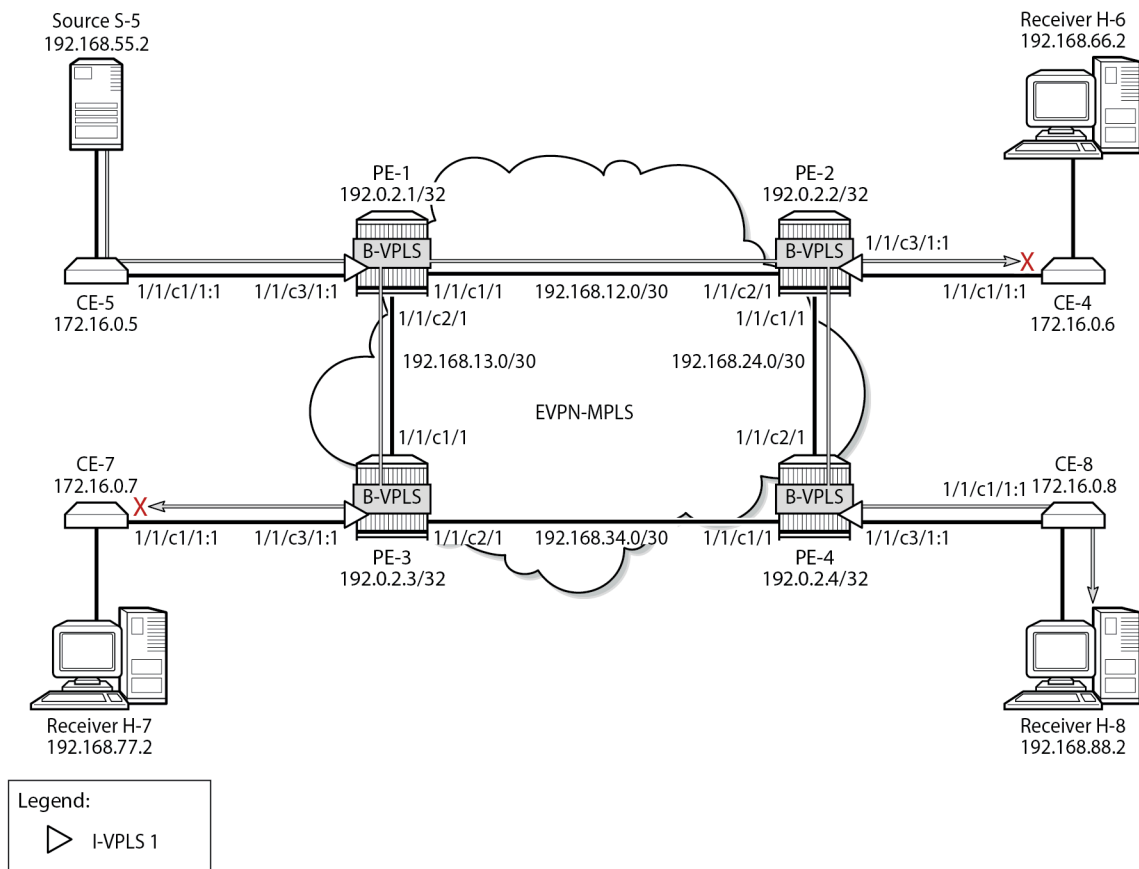 Source S-5
192.168.55.2
Receiver H-6
192.168.66.2
PE-1
192.0.2.1/32
PE-2
192.0.2.2/32
B-VPLS
B-VPLS
1/1/c3/1:1
X
CE-5
172.16.0.5
1/1/c1/1:1
1/1/c3/1:1
1/1/c1/1
192.168.12.0/30
1/1/c2/1
1/1/c1/1:1
CE-4
172.16.0.6
1/1/c2/1
1/1/c1/1
192.168.13.0/30
192.168.24.0/30
EVPN-MPLS
1/1/c1/1
1/1/c2/1
CE-7
172.16.0.7
CE-8
172.16.0.8
1/1/c1/1:1
B-VPLS
B-VPLS
X
1/1/c1/1:1
1/1/c3/1:1
1/1/c2/1
192.168.34.0/30
1/1/c1/1
1/1/c3/1:1
PE-3
192.0.2.3/32
PE-4
192.0.2.4/32
Receiver H-7
192.168.77.2
Receiver H-8
192.168.88.2
Legend:
I-VPLS 1